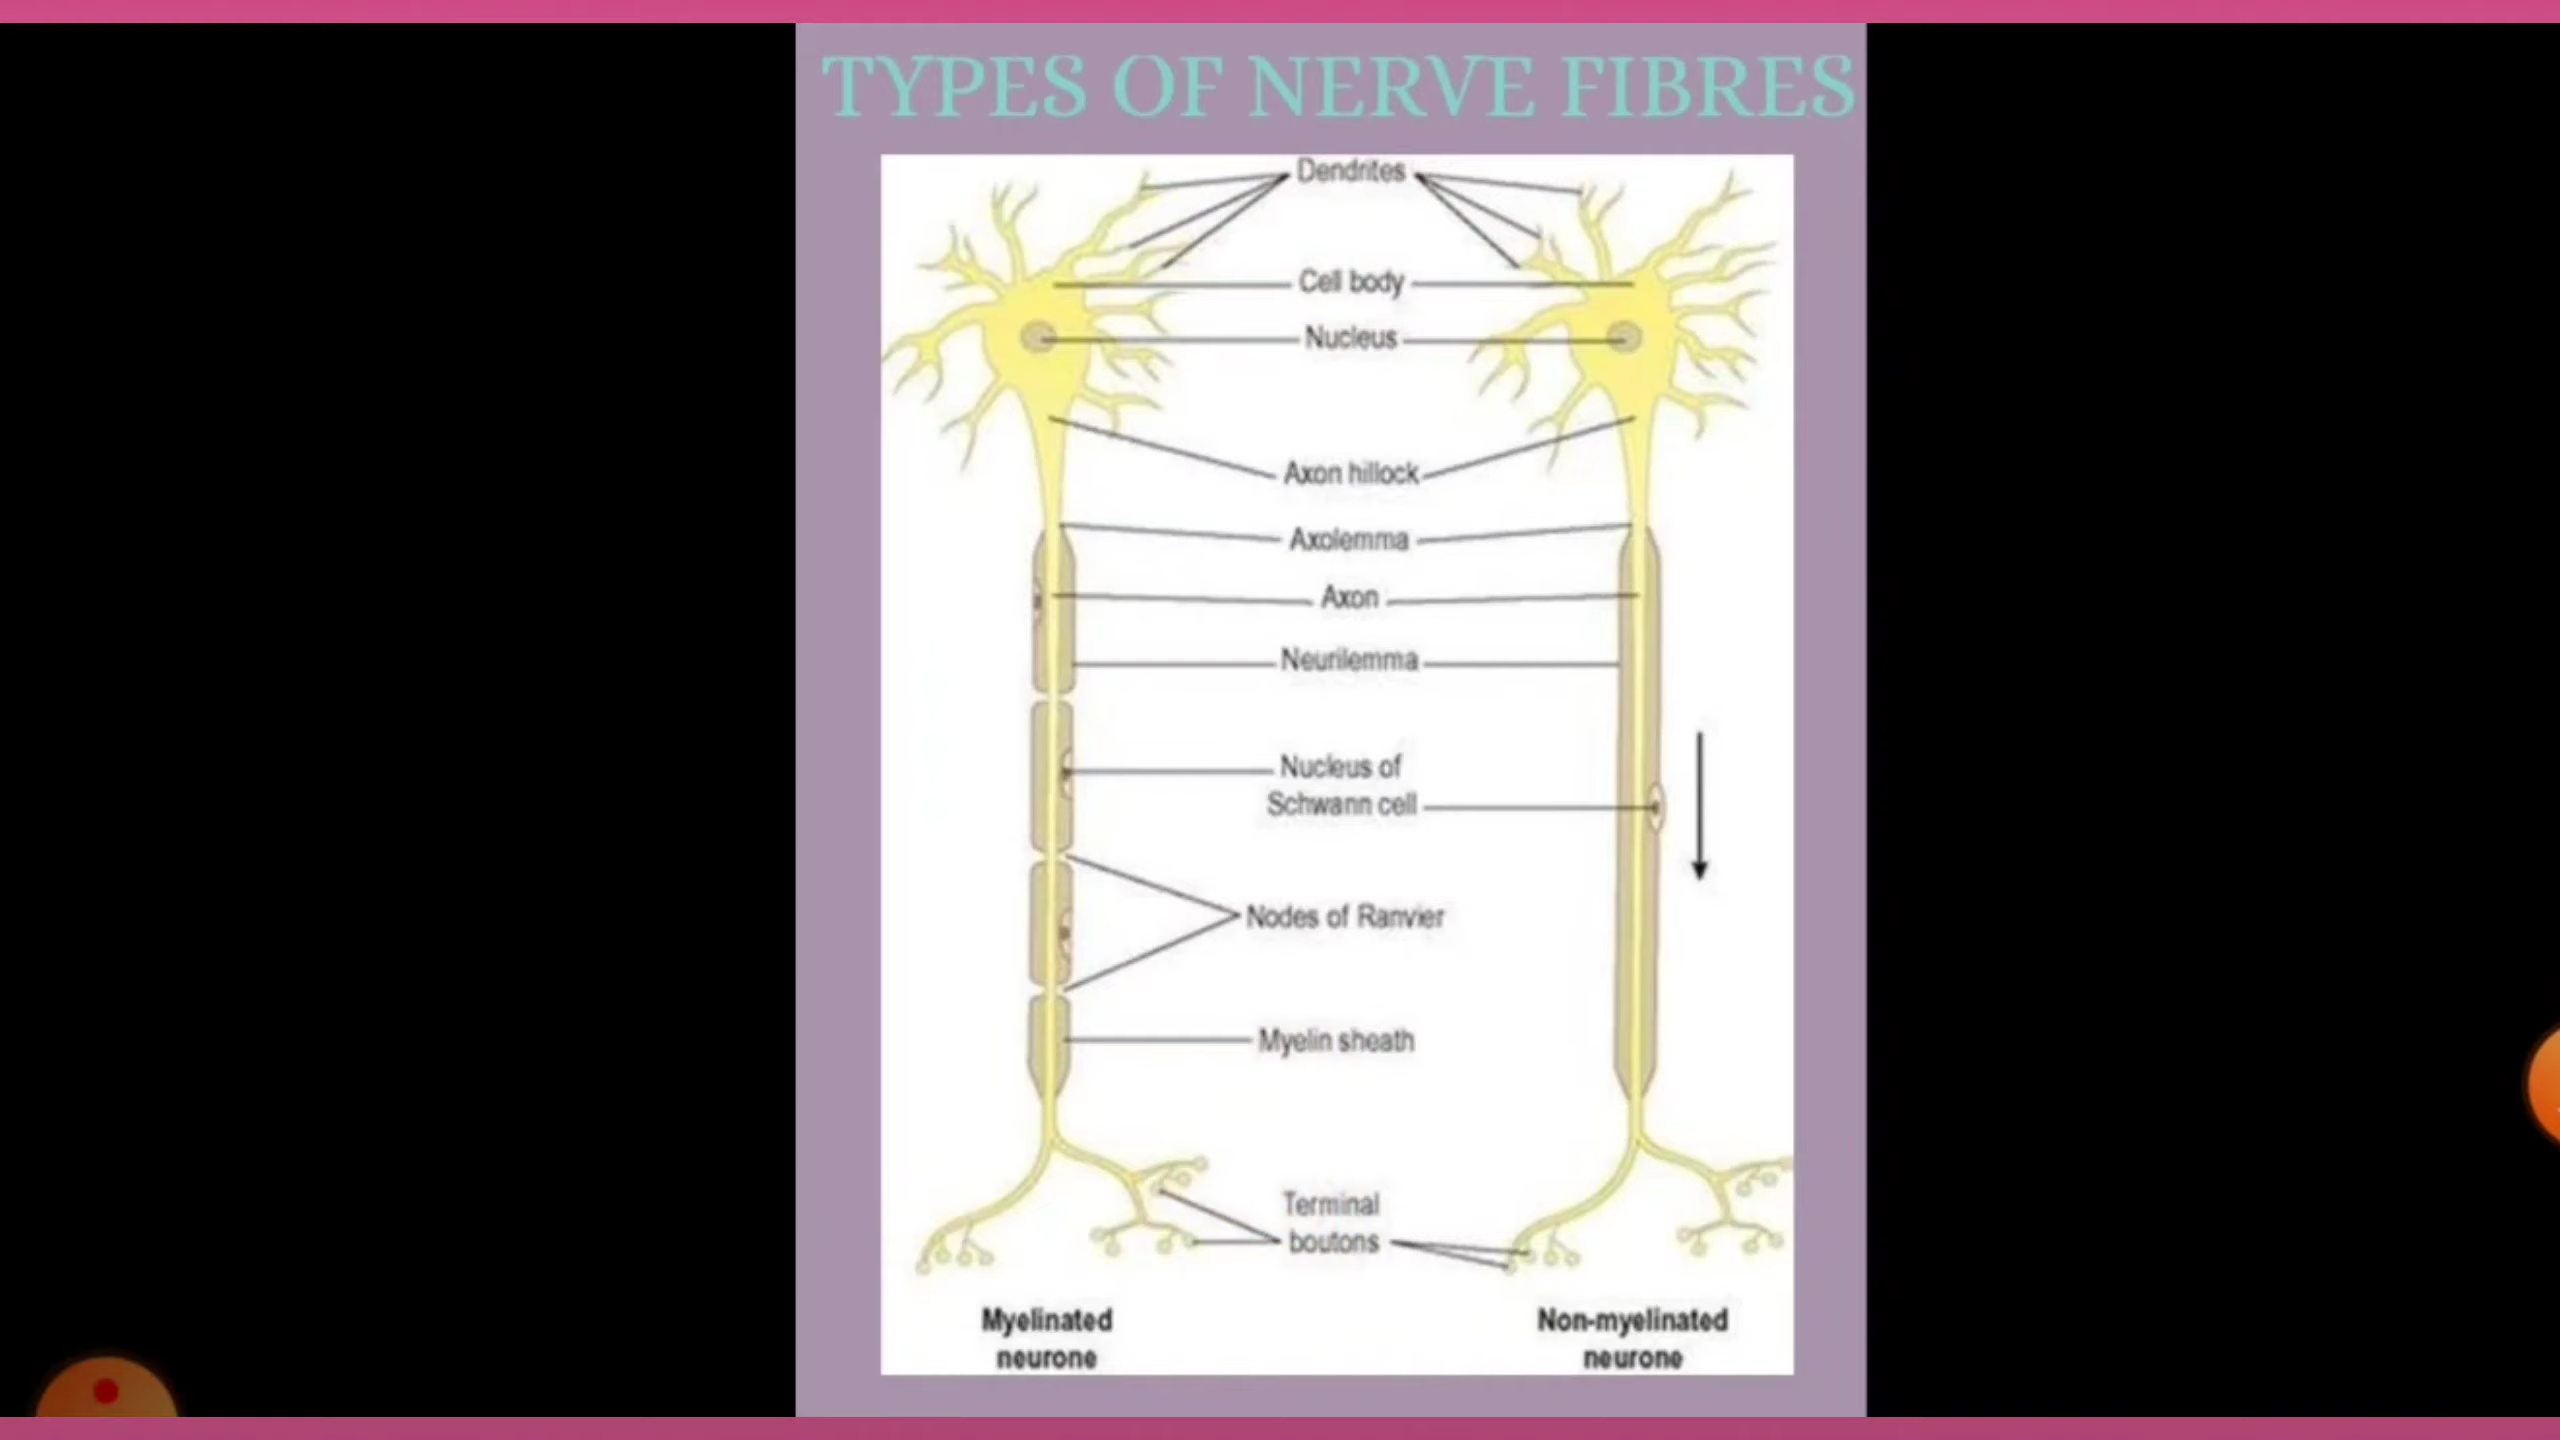 TYPES OF NERVE FIBRES
Dendrites
Cell body
Nucleus
Axon hillock
Axolemma
Axon
Neurilemma
Nucleus of
Schwann cell
Nodes of Ranvier
Myelin sheath
Terminal
boutons
Myelinated
neurone
Non-myelinated
neurone